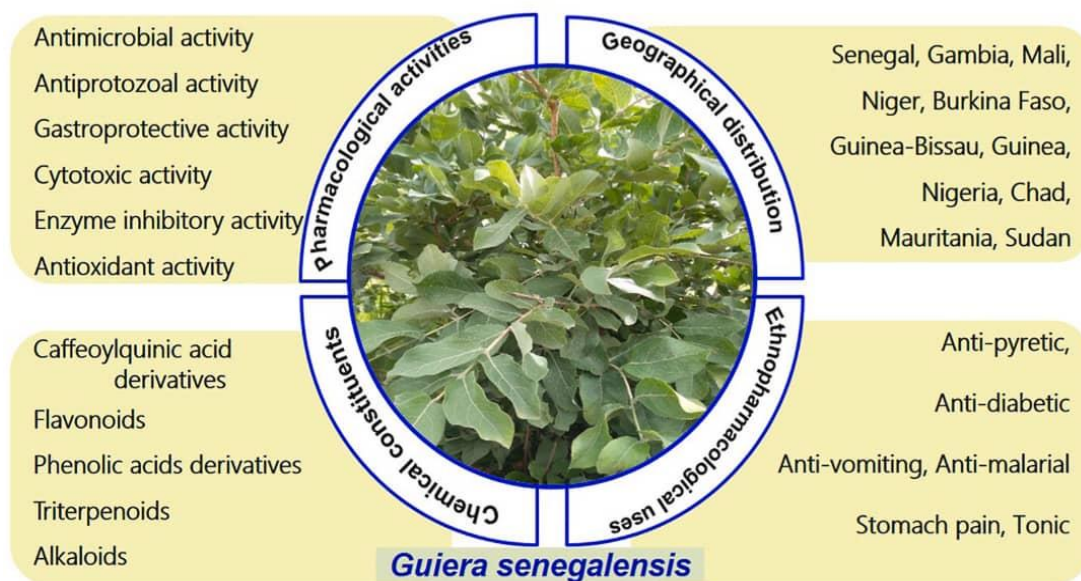 Pharmacological activities
Antimicrobial activity
Antiprotozoal activity
Gastroprotective activity
Cytotoxic activity
Enzyme inhibitory activity
Antioxidant activity
Geographical distribution
Senegal, Gambia, Mali,
Niger, Burkina Faso,
Guinea-Bissau, Guinea,
Nigeria, Chad,
Mauritania, Sudan
Chemical constituents
Caffeoylquinic acid
derivatives
Flavonoids
Phenolic acids derivatives
Triterpenoids
Alkaloids
Ethnopharmacological uses
Anti-pyretic,
Anti-diabetic
Anti-vomiting, Anti-malarial
Stomach pain, Tonic
Guiera senegalensis